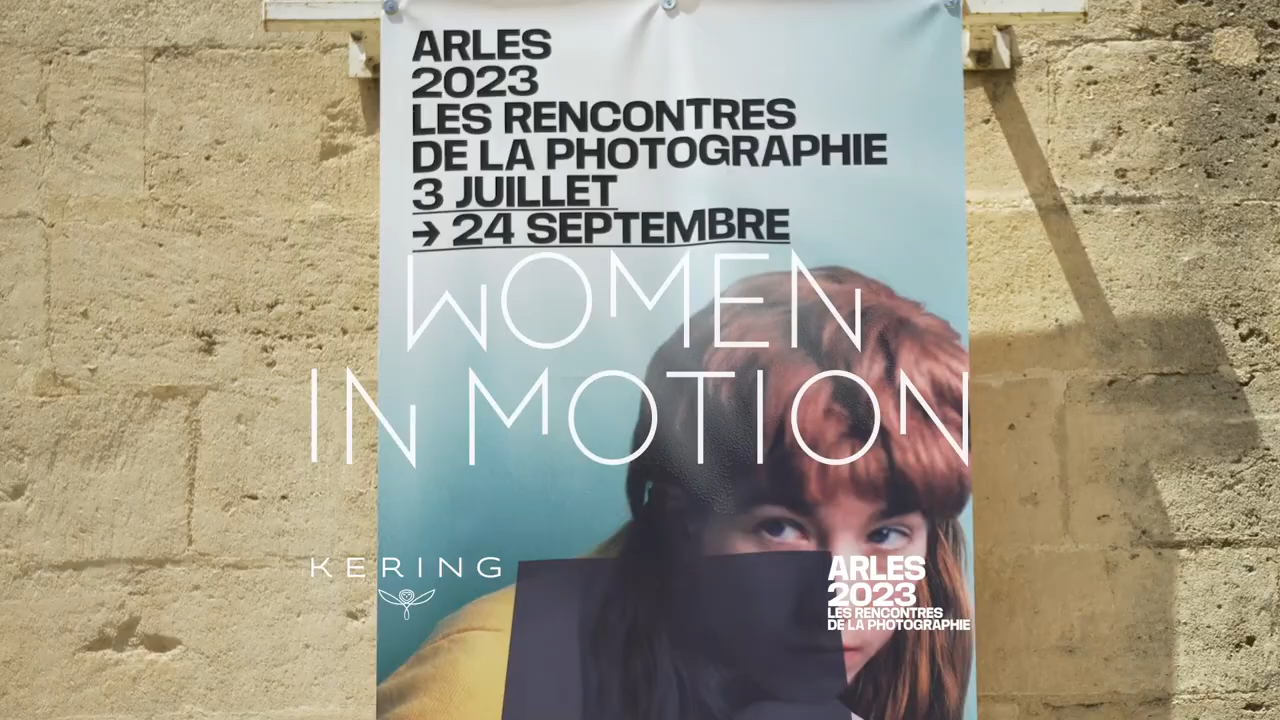 ARLES
2023
LES RENCONTRES
DE LA PHOTOGRAPHIE
3 JUILLET
→ 24 SEPTEMBRE
WOMEN
IN MOTION
KERING
ARLES
2023
LES RENCONTRES
DE LA PHOTOGRAPHIE